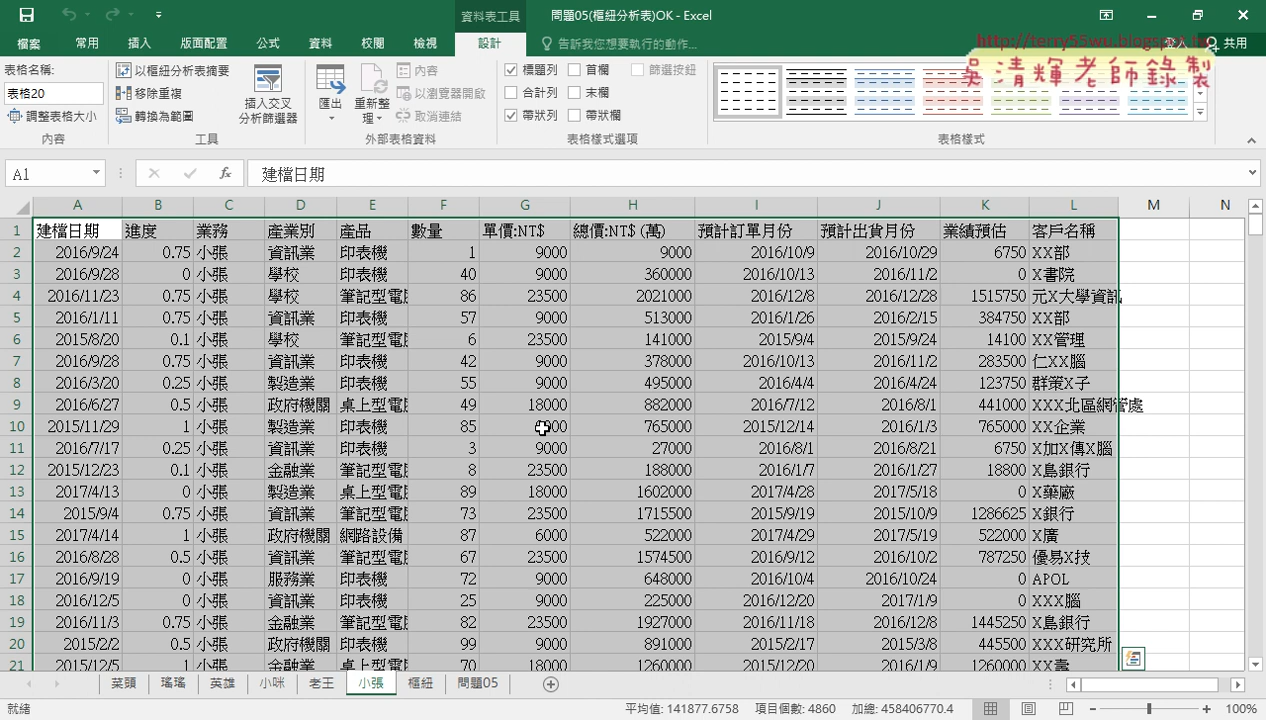 資料表工具
問題05(樞紐分析表)OK - Excel
檔案 常用 插入 版面配置 公式 資料 校閱 檢視 設計 告訴我您想要執行的動作... 登入 共用
http://terry55wu.blogspot.tw
吳清輝老師錄製
表格名稱:
表格20
調整表格大小
內容
以樞紐分析表摘要
移除重複
轉換為範圍
插入交叉分析篩選器
工具
匯出 重新整理
內容
以瀏覽器開啟
取消連結
外部表格資料
標題列 首欄 篩選按鈕
合計列 末欄
帶狀列 帶狀欄
表格樣式選項
表格樣式
A1 fx 建檔日期
A B C D E F G H I J K L M N
1 建檔日期 進度 業務 產業別 產品 數量 單價:NT$ 總價:NT$ (萬) 預計訂單月份 預計出貨月份 業績預估 客戶名稱
2 2016/9/24 0.75 小張 資訊業 印表機 1 9000 9000 2016/10/9 2016/10/29 6750 XX部
3 2016/9/28 0 小張 學校 印表機 40 9000 360000 2016/10/13 2016/11/2 0 X書院
4 2016/11/23 0.75 小張 學校 筆記型電 86 23500 2021000 2016/12/8 2016/12/28 1515750 元X大學資訊
5 2016/1/11 0.75 小張 資訊業 印表機 57 9000 513000 2016/1/26 2016/2/15 384750 XX部
6 2015/8/20 0.1 小張 學校 筆記型電 6 23500 141000 2015/9/4 2015/9/24 14100 XX管理
7 2016/9/28 0.75 小張 資訊業 印表機 42 9000 378000 2016/10/13 2016/11/2 283500 仁XX腦
8 2016/3/20 0.25 小張 製造業 印表機 55 9000 495000 2016/4/4 2016/4/24 123750 群策X子
9 2016/6/27 0.5 小張 政府機關 桌上型電 49 18000 882000 2016/7/12 2016/8/1 441000 XXX北區網管處
10 2015/11/29 1 小張 製造業 印表機 85 765000 2015/12/14 2016/1/3 765000 XX企業
11 2016/7/17 0.25 小張 資訊業 印表機 3 9000 27000 2016/8/1 2016/8/21 6750 X加X傳X腦
12 2015/12/23 0.1 小張 金融業 筆記型電 8 23500 188000 2016/1/7 2016/1/27 18800 X島銀行
13 2017/4/13 0 小張 製造業 桌上型電 89 18000 1602000 2017/4/28 2017/5/18 0 X藥廠
14 2015/9/4 0.75 小張 資訊業 筆記型電 73 23500 1715500 2015/9/19 2015/10/9 1286625 X銀行
15 2017/4/14 1 小張 政府機關 網路設備 87 6000 522000 2017/4/29 2017/5/19 522000 X廣
16 2016/8/28 0.5 小張 資訊業 筆記型電 67 23500 1574500 2016/9/12 2016/10/2 787250 優易X技
17 2016/9/19 0 小張 服務業 印表機 72 9000 648000 2016/10/4 2016/10/24 0 APOL
18 2016/12/5 0 小張 資訊業 印表機 25 9000 225000 2016/12/20 2017/1/9 0 XXX腦
19 2016/11/3 0.75 小張 金融業 筆記型電 82 23500 1927000 2016/11/18 2016/12/8 1445250 X島銀行
20 2015/2/2 0.5 小張 政府機關 印表機 99 9000 891000 2015/2/17 2015/3/8 445500 XXX研究所
21 2015/12/5 1 小張 金融業 桌上型電 70 18000 1260000 2015/12/20 2016/1/9 1260000 XX壽
菜頭 瑤瑤 英雄 小咪 老王 小張 樞紐 問題05
就緒 平均值: 141877.6758 項目個數: 4860 加總: 458406770.4 100%